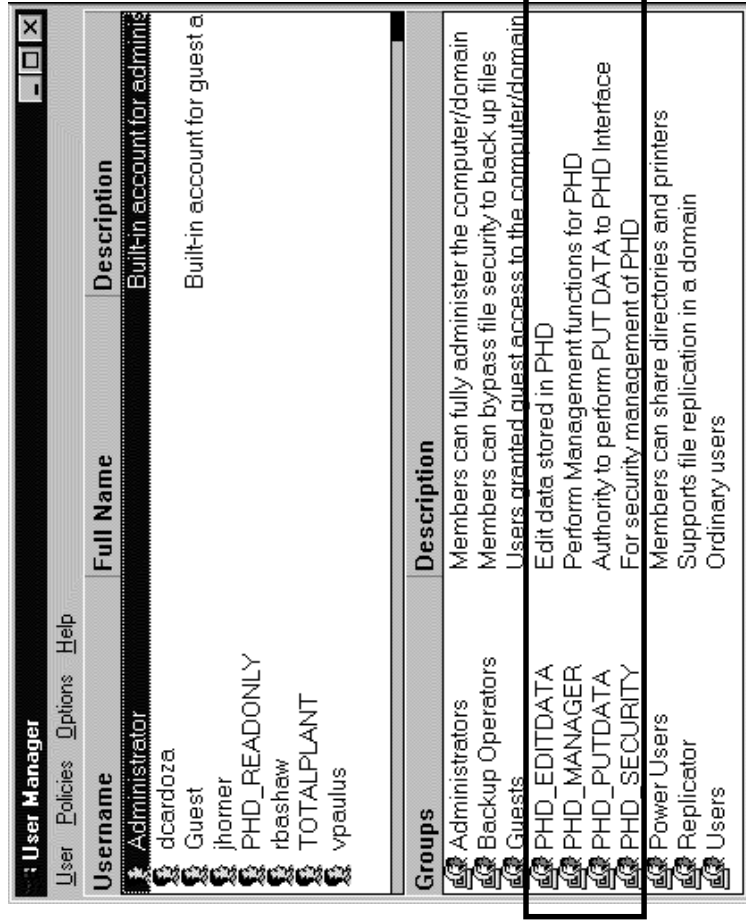 User Manager
User Policies Options Help
Username Full Name Description
Administrator Built-in account for adminis
dcardoza
Guest Built-in account for guest a
jhorner
PHD_READONLY
rbashaw
TOTALPLANT
vpaulus
Groups Description
Administrators Members can fully administer the computer/domain
Backup Operators Members can bypass file security to back up files
Guests Users granted guest access to the computer/domain
PHD_EDITDATA Edit data stored in PHD
PHD_MANAGER Perform Management functions for PHD
PHD_PUTDATA Authority to perform PUT DATA to PHD Interface
PHD_SECURITY For security management of PHD
Power Users Members can share directories and printers
Replicator Supports file replication in a domain
Users Ordinary users